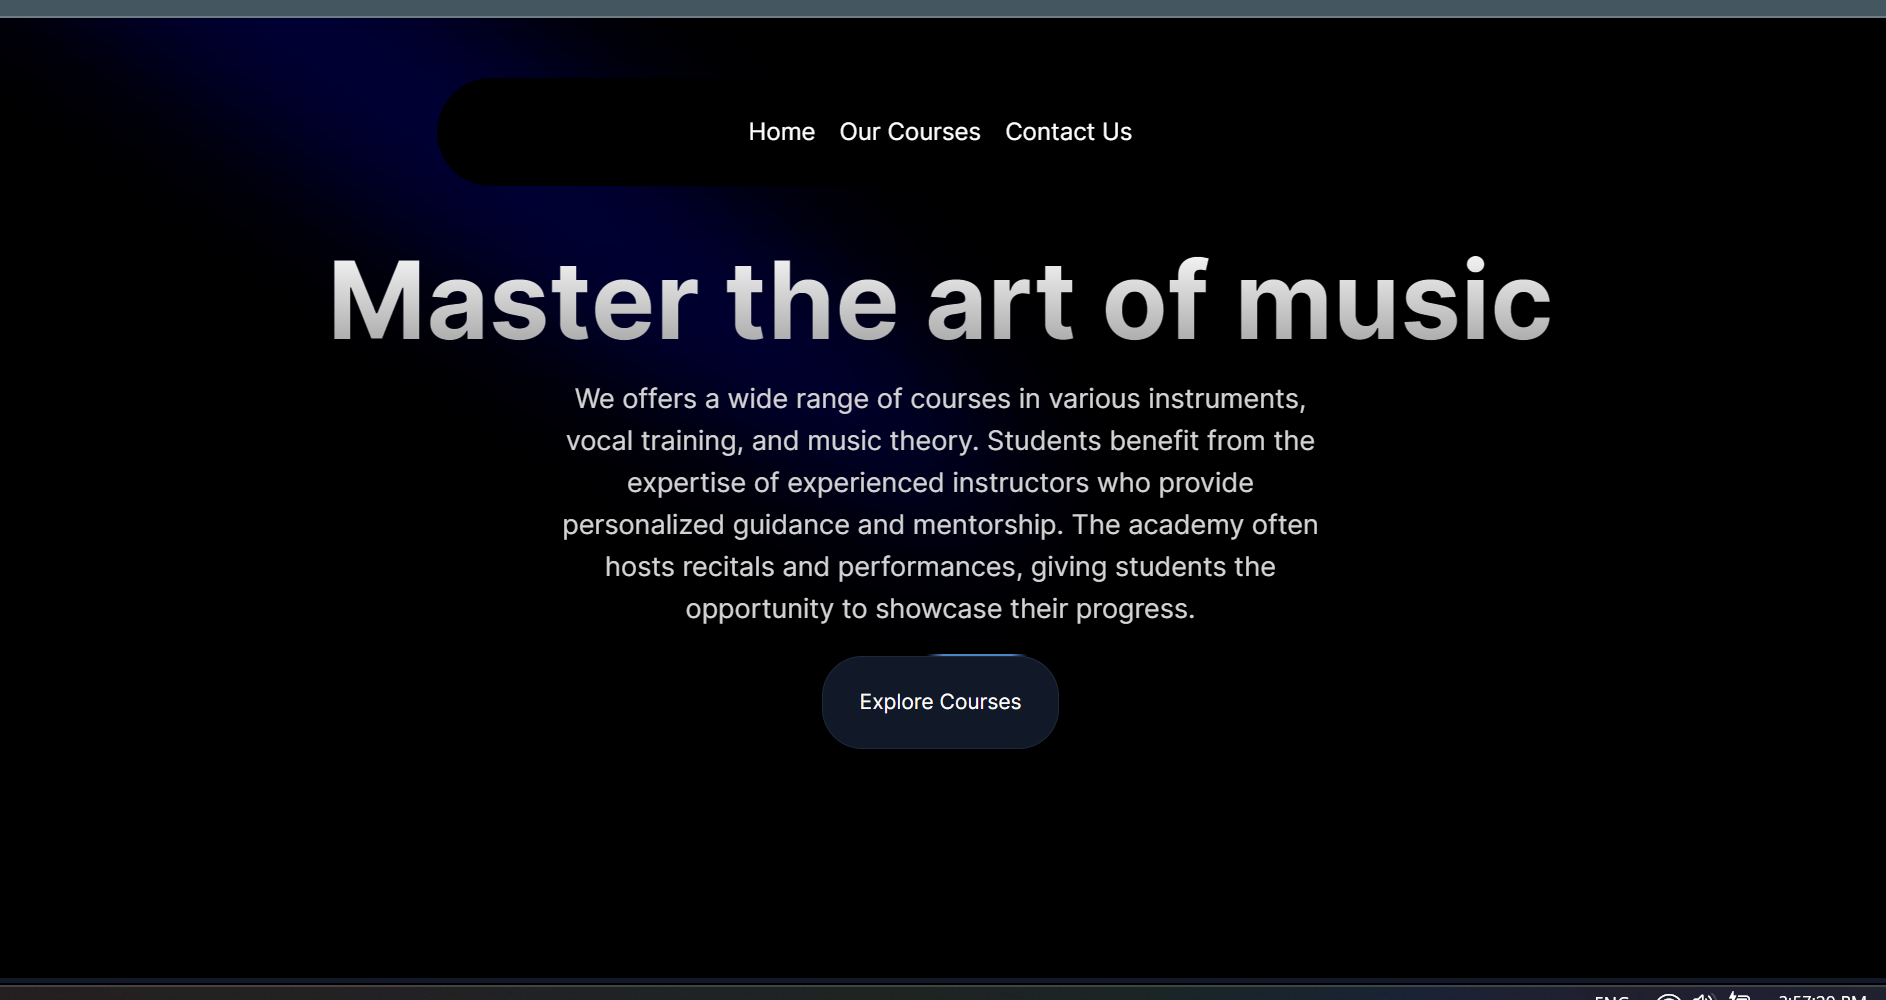 Home Our Courses Contact Us
Master the art of music
We offers a wide range of courses in various instruments,
vocal training, and music theory. Students benefit from the
expertise of experienced instructors who provide
personalized guidance and mentorship. The academy often
hosts recitals and performances, giving students the
opportunity to showcase their progress.
Explore Courses